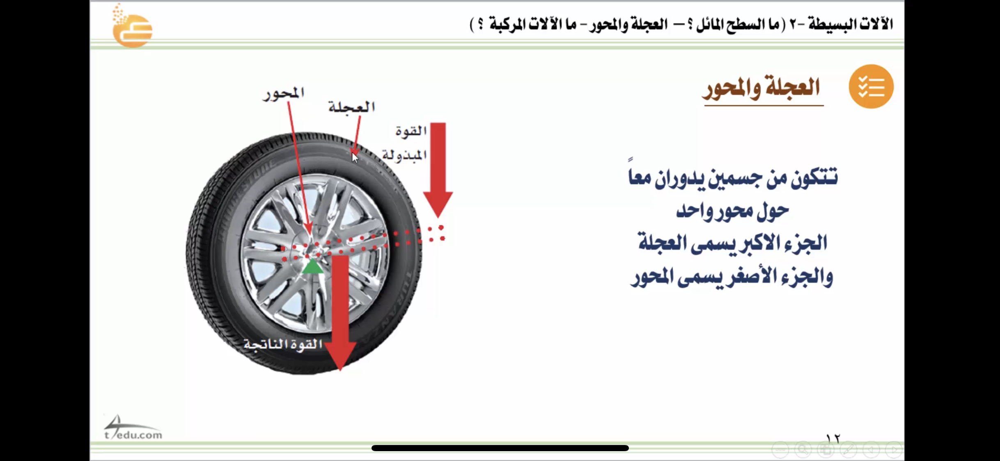 الآلات البسيطة -٢ ( ما السطح المائل ؟ – العجلة والمحور - ما الآلات المركبة ؟ )
العجلة والمحور
المحور
العجلة
القوة
المبذولة
تتكون من جسمين يدوران معاً
حول محور واحد
الجزء الاكبر يسمى العجلة
والجزء الأصغر يسمى المحور
TURANZA
القوة الناتجة
t4edu.com
١٢